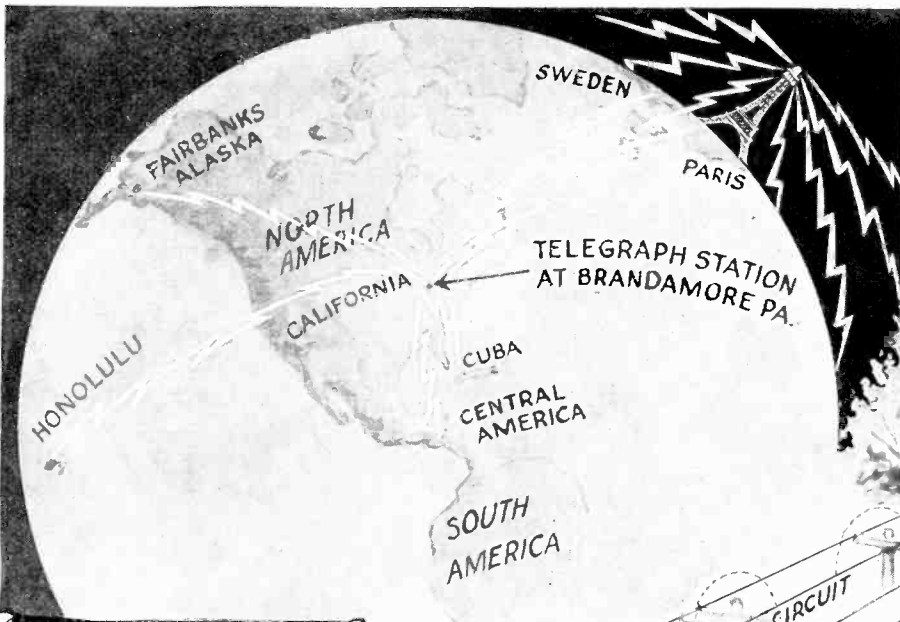 SWEDEN
FAIRBANKS
ALASKA
PARIS
NORTH
AMERICA
TELEGRAPH STATION
AT BRANDAMORE PA.
CALIFORNIA
HONOLULU
CUBA
CENTRAL
AMERICA
SOUTH
AMERICA
CIRCUIT